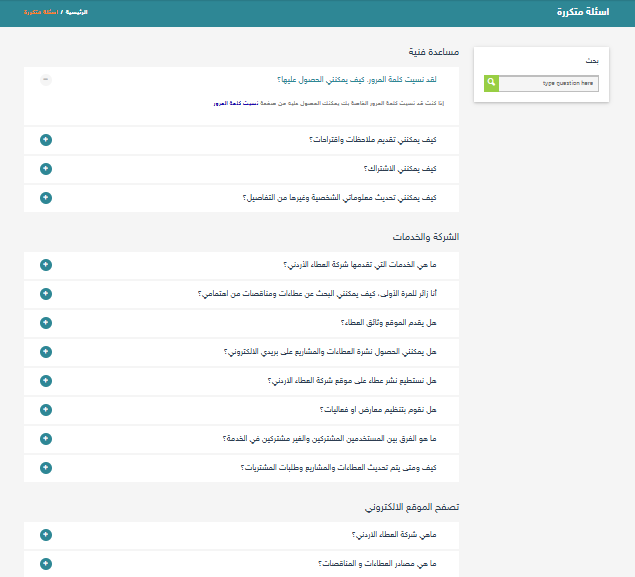 اسئلة متكررة
الرئيسية / اسئلة متكررة
بحث
type question here
مساعدة فنية
لقد نسيت كلمة المرور، كيف يمكنني الحصول عليها؟
إذا كنت قد نسيت كلمة المرور الخاصة بك يمكنك الحصول عليه من صفحة نسيت كلمة المرور
كيف يمكنني تقديم ملاحظات واقتراحات؟
كيف يمكنني الاشتراك؟
كيف يمكنني تحديث معلوماتي الشخصية وغيرها من التفاصيل؟
الشركة والخدمات
ما هي الخدمات التي تقدمها شركة العطاء الأردني؟
أنا زائر للمرة الأولى، كيف يمكنني البحث عن عطاءات ومناقصات من اهتمامي؟
هل يقدم الموقع وثائق العطاء؟
هل يمكنني الحصول نشرة العطاءات والمشاريع على بريدي الالكتروني؟
هل نستطيع نشر عطاء على موقع شركة العطاء الاردني؟
هل نقوم بتنظيم معارض او فعاليات؟
ما هو الفرق بين المستخدمين المشتركين والغير مشتركين في الخدمة؟
كيف ومتى يتم تحديث العطاءات والمشاريع وطلبات المشتريات؟
تصفح الموقع الالكتروني
ماهي شركة العطاء الاردني؟
ما هي مصادر العطاءات و المناقصات؟